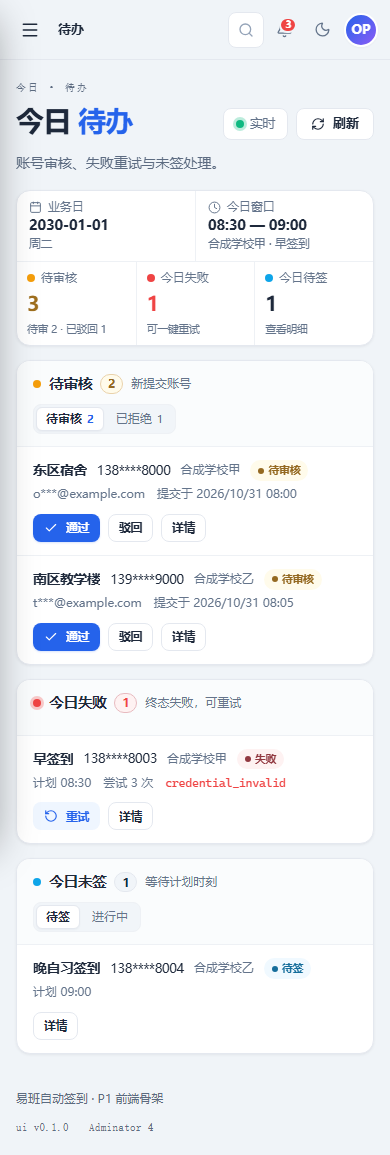 待办
3
OP
今日 · 待办
今日 待办
实时
刷新
账号审核、失败重试与未签处理。
业务日
2030-01-01
周二
今日窗口
08:30 — 09:00
合成学校甲 · 早签到
待审核
3
待审 2 · 已驳回 1
今日失败
1
可一键重试
今日待签
1
查看明细
待审核 2 新提交账号
待审核 2 已拒绝 1
东区宿舍 138****8000 合成学校甲 待审核
o***@example.com 提交于 2026/10/31 08:00
通过 驳回 详情
南区教学楼 139****9000 合成学校乙 待审核
t***@example.com 提交于 2026/10/31 08:05
通过 驳回 详情
今日失败 1 终态失败，可重试
早签到 138****8003 合成学校甲 失败
计划 08:30 尝试 3 次 credential_invalid
重试 详情
今日未签 1 等待计划时刻
待签 进行中
晚自习签到 138****8004 合成学校乙 待签
计划 09:00
详情
易班自动签到 · P1 前端骨架
ui v0.1.0 Adminator 4